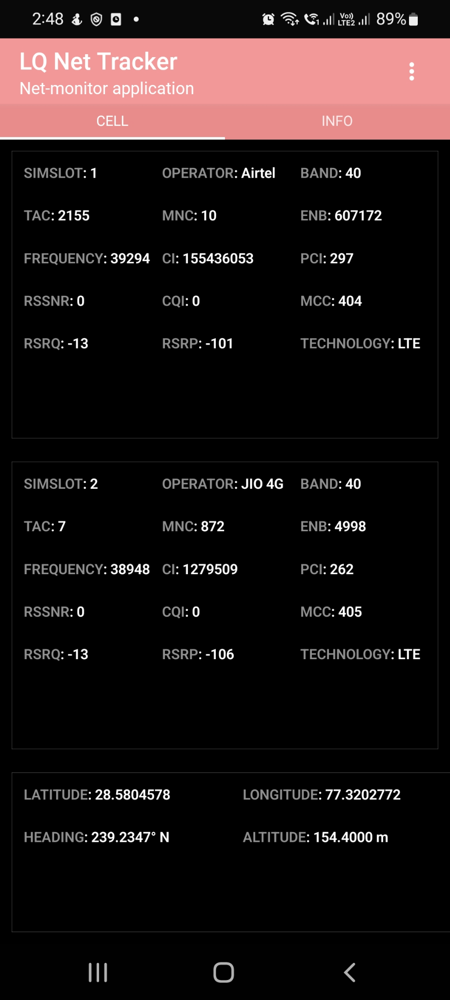 2:48 1 Vo)) LTE2 89%
LQ Net Tracker
Net-monitor application
CELL INFO
SIMSLOT: 1 OPERATOR: Airtel BAND: 40
TAC: 2155 MNC: 10 ENB: 607172
FREQUENCY: 39294 CI: 155436053 PCI: 297
RSSNR: 0 CQI: 0 MCC: 404
RSRQ: -13 RSRP: -101 TECHNOLOGY: LTE
SIMSLOT: 2 OPERATOR: JIO 4G BAND: 40
TAC: 7 MNC: 872 ENB: 4998
FREQUENCY: 38948 CI: 1279509 PCI: 262
RSSNR: 0 CQI: 0 MCC: 405
RSRQ: -13 RSRP: -106 TECHNOLOGY: LTE
LATITUDE: 28.5804578 LONGITUDE: 77.3202772
HEADING: 239.2347° N ALTITUDE: 154.4000 m